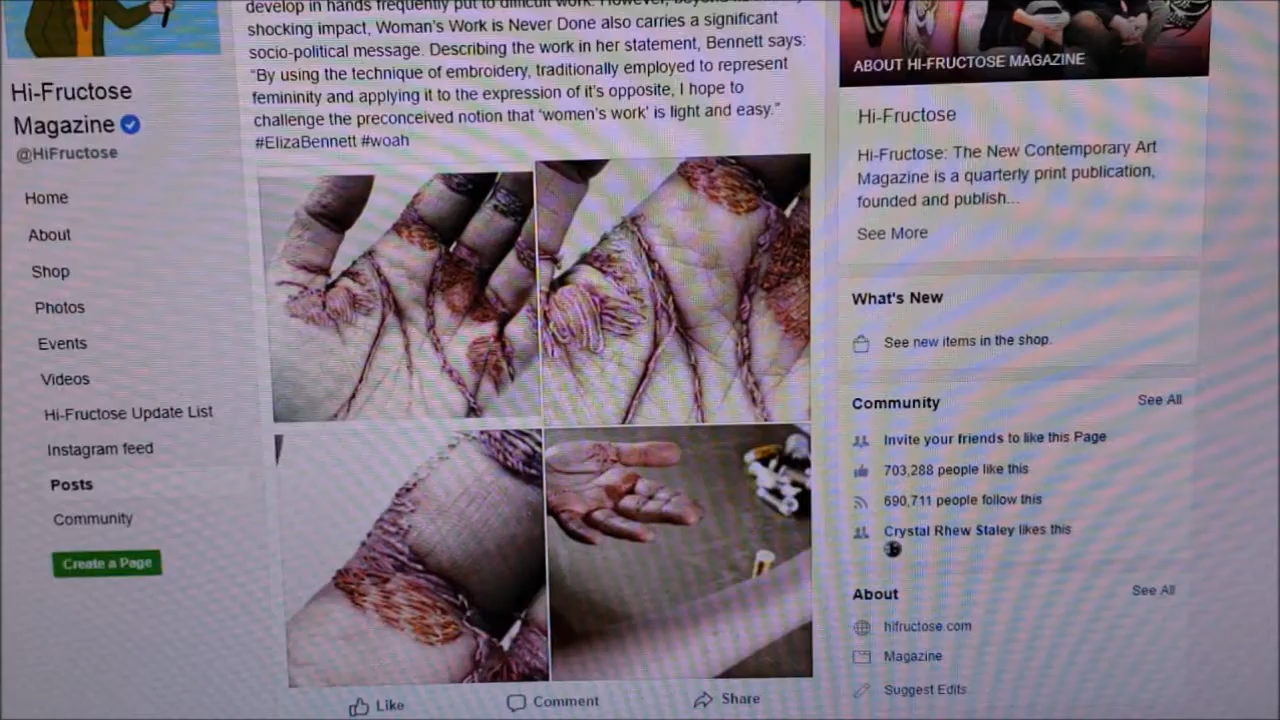 develop in hands frequently put to difficult work. However, beyond
shocking impact, Woman's Work is Never Done also carries a significant
socio-political message. Describing the work in her statement, Bennett says:
"By using the technique of embroidery, traditionally employed to represent
femininity and applying it to the expression of it's opposite, I hope to
challenge the preconceived notion that 'women's work' is light and easy."
#ElizaBennett #woah
Hi-Fructose
Magazine
@HiFructose
Home
About
Shop
Photos
Events
Videos
Hi-Fructose Update List
Instagram feed
Posts
Community
Create a Page
Like
Comment
Share
ABOUT HI-FRUCTOSE MAGAZINE
Hi-Fructose
Hi-Fructose: The New Contemporary Art
Magazine is a quarterly print publication,
founded and publish...
See More
What's New
See new items in the shop.
Community See All
Invite your friends to like this Page
703,288 people like this
690,711 people follow this
Crystal Rhew Staley likes this
About See All
hifructose.com
Magazine
Suggest Edits